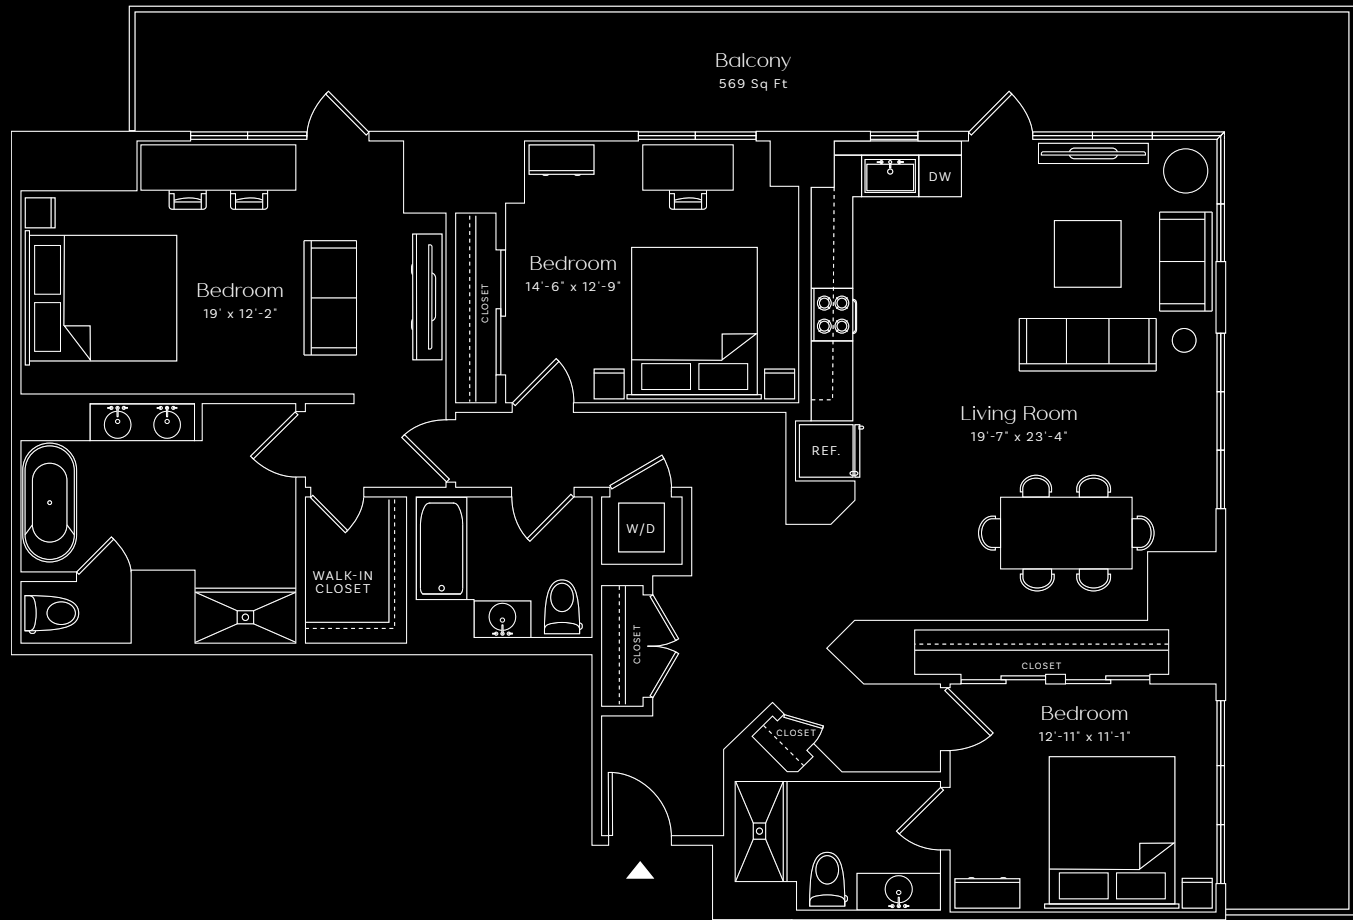 Balcony
569 Sq Ft
DW
Bedroom
14'-6" x 12'-9"
Bedroom
19' x 12'-2"
CLOSET
Living Room
19'-7" x 23'-4"
REF.
W/D
WALK-IN
CLOSET
CLOSET
CLOSET
Bedroom
12'-11" x 11'-1"
CLOSET